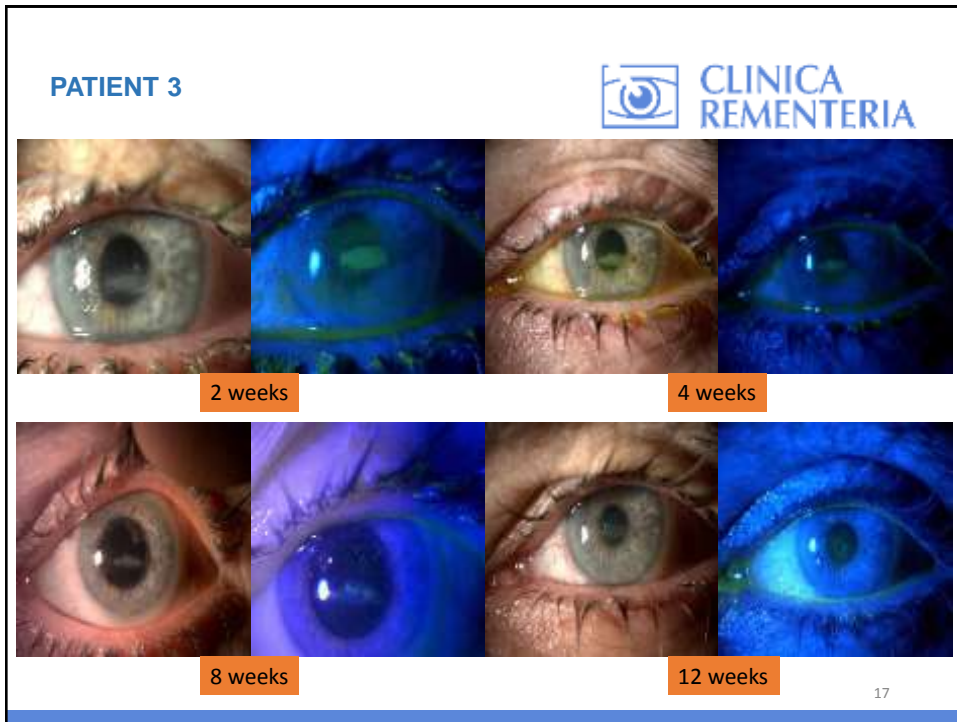 PATIENT 3
CLINICA
REMENTERIA
2 weeks
4 weeks
8 weeks
12 weeks
17